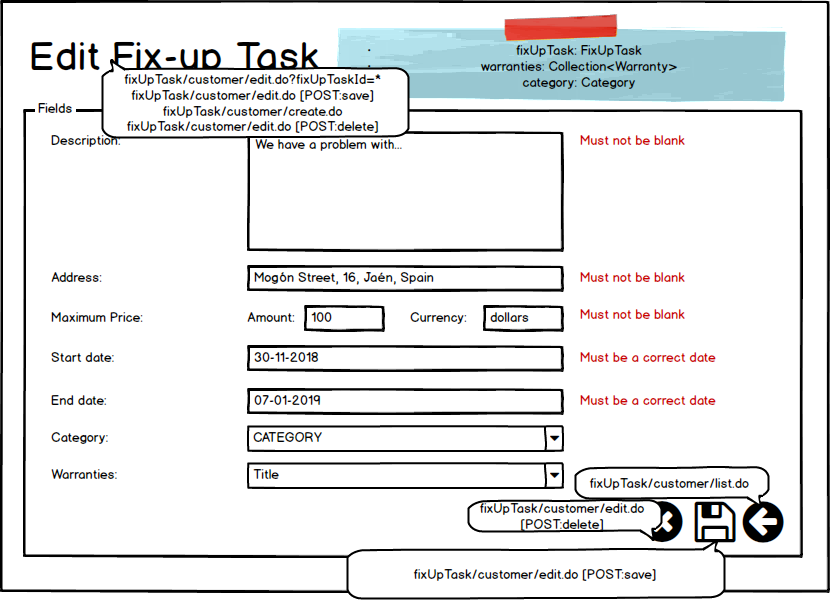 Edit Fix-up Task
fixUpTask: FixUpTask
warranties: Collection<Warranty>
category: Category
fixUpTask/customer/edit.do?fixUpTaskId=*
fixUpTask/customer/edit.do [POST:save]
fixUpTask/customer/create.do
fixUpTask/customer/edit.do [POST:delete]
Fields
Description: Must not be blank
We have a problem with...
Address: Mogón Street, 16, Jaén, Spain Must not be blank
Maximum Price: Amount: 100 Currency: dollars Must not be blank
Start date: 30-11-2018 Must be a correct date
End date: 07-01-2019 Must be a correct date
Category: CATEGORY
Warranties: Title
fixUpTask/customer/list.do
fixUpTask/customer/edit.do
[POST:delete]
fixUpTask/customer/edit.do [POST:save]